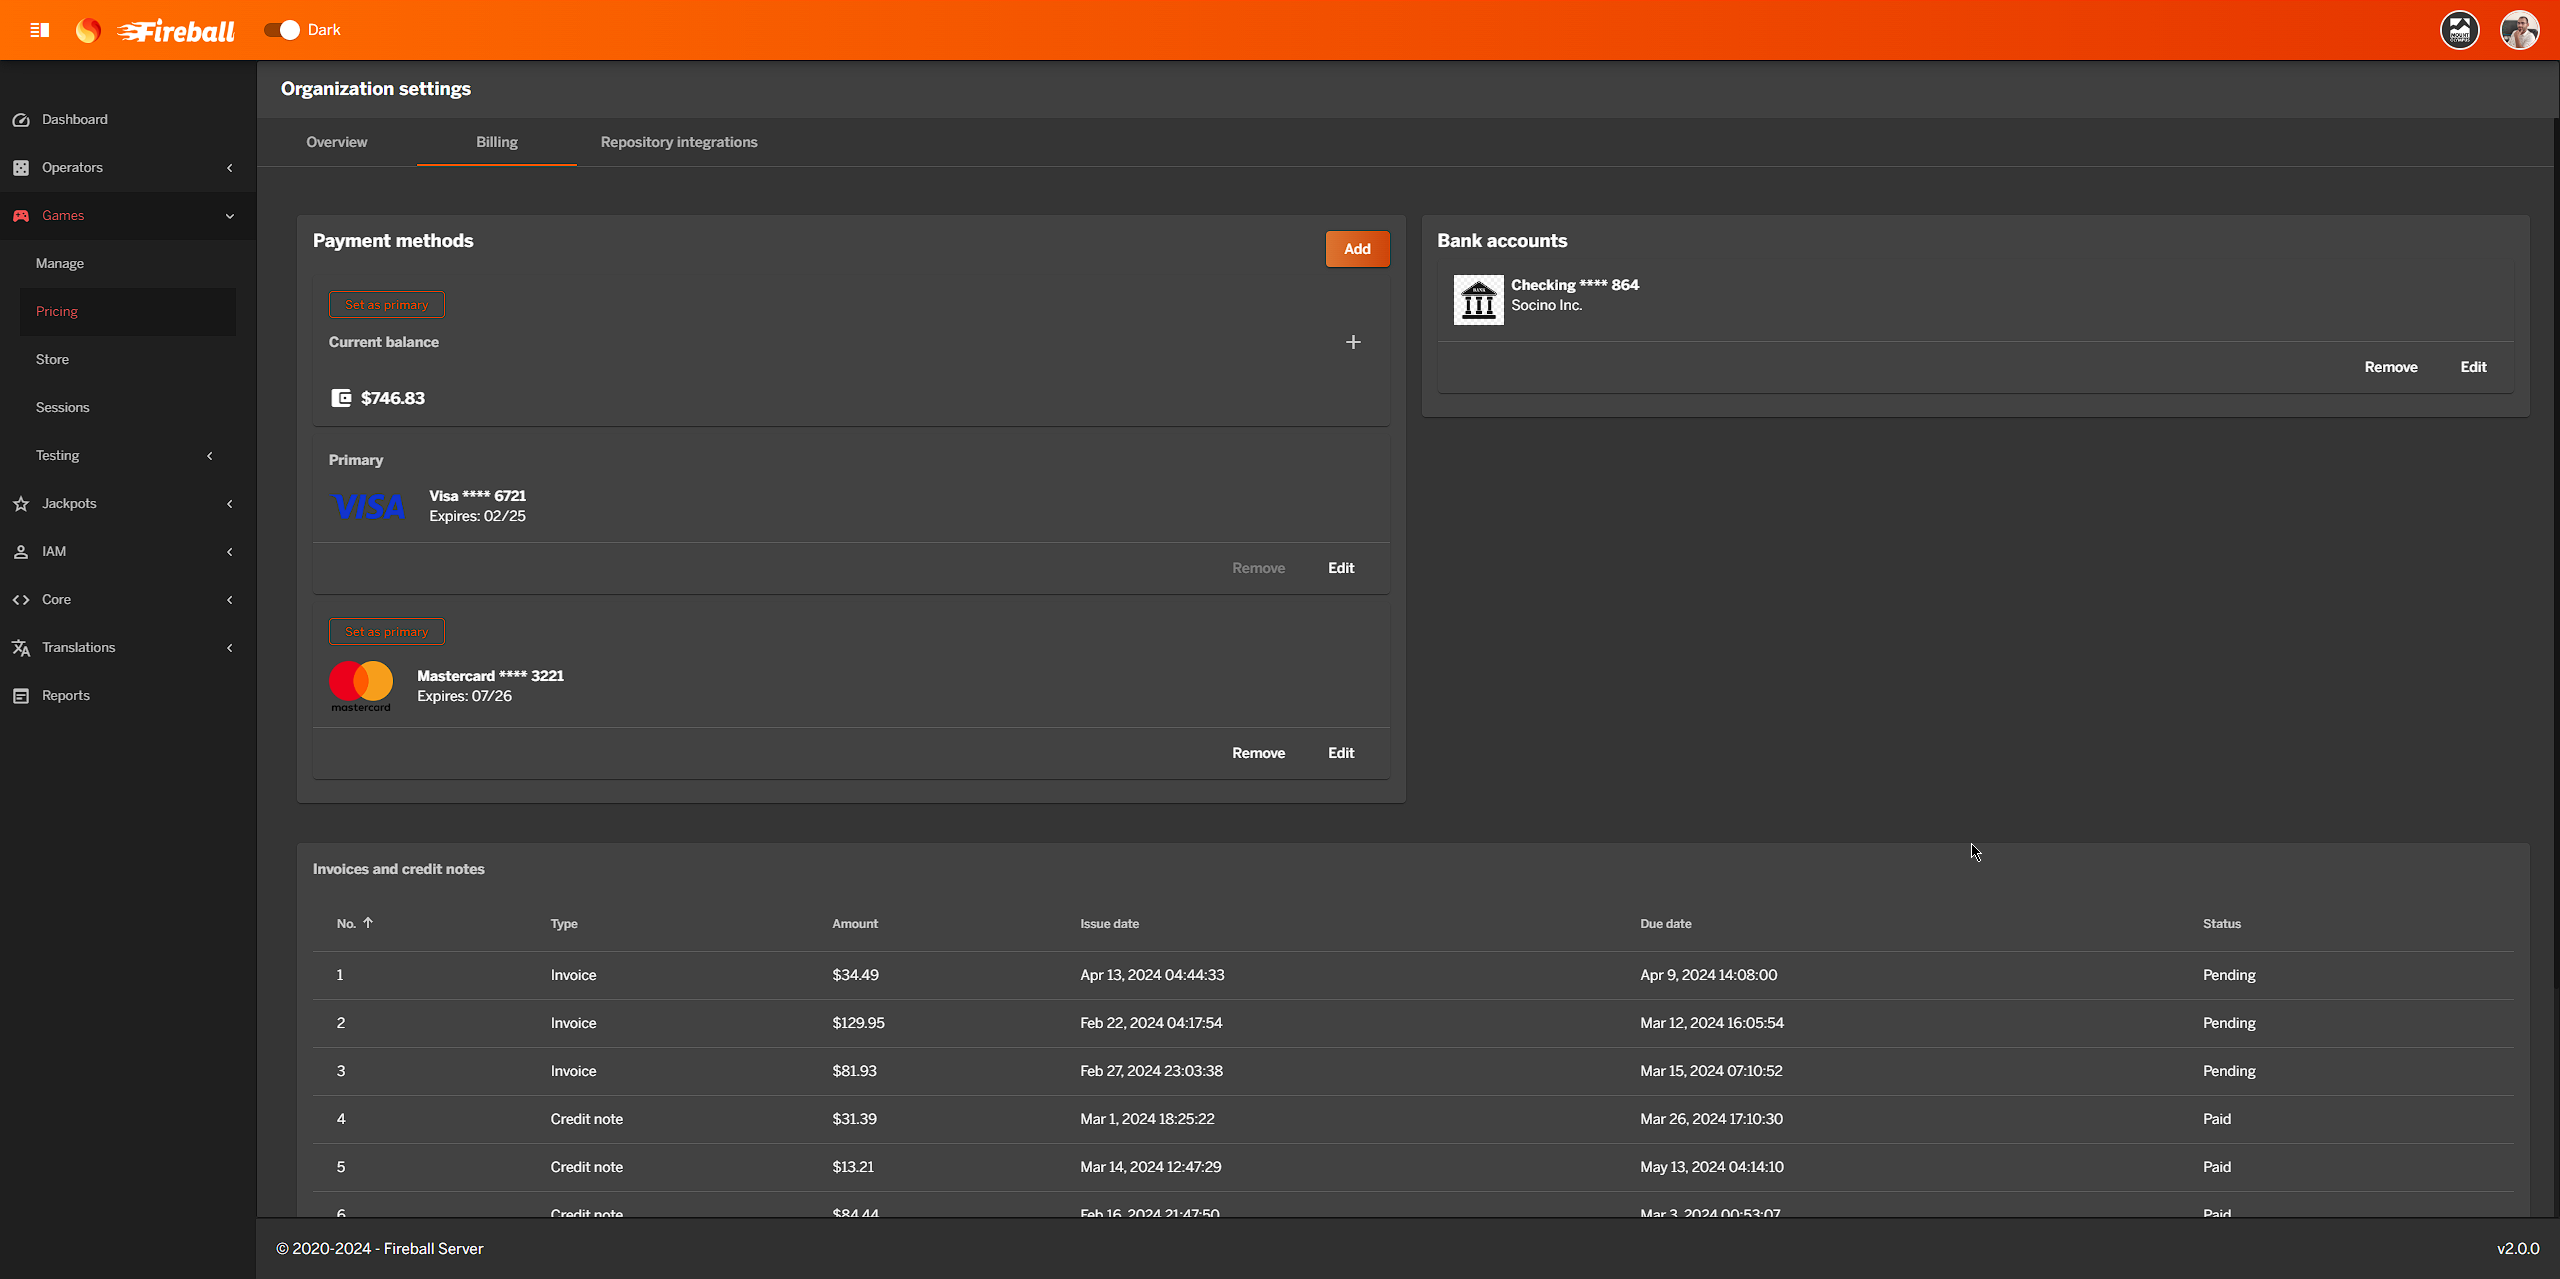 Fireball
Dark
Organization settings
Dashboard
Operators
Games
Manage
Pricing
Store
Sessions
Testing
Jackpots
IAM
Core
Translations
Reports
Overview
Billing
Repository integrations
Payment methods
Add
Set as primary
Current balance
$746.83
Primary
VISA
Visa **** 6721
Expires: 02/25
Remove
Edit
Set as primary
mastercard
Mastercard **** 3221
Expires: 07/26
Remove
Edit
Bank accounts
BANK
Checking **** 864
Socino Inc.
Remove
Edit
Invoices and credit notes
No. Type Amount Issue date Due date Status
1 Invoice $34.49 Apr 13, 2024 04:44:33 Apr 9, 2024 14:08:00 Pending
2 Invoice $129.95 Feb 22, 2024 04:17:54 Mar 12, 2024 16:05:54 Pending
3 Invoice $81.93 Feb 27, 2024 23:03:38 Mar 15, 2024 07:10:52 Pending
4 Credit note $31.39 Mar 1, 2024 18:25:22 Mar 26, 2024 17:10:30 Paid
5 Credit note $13.21 Mar 14, 2024 12:47:29 May 13, 2024 04:14:10 Paid
6 Credit note $84.44 Feb 16, 2024 21:47:50 Mar 3, 2024 00:53:07 Paid
© 2020-2024 - Fireball Server
v2.0.0